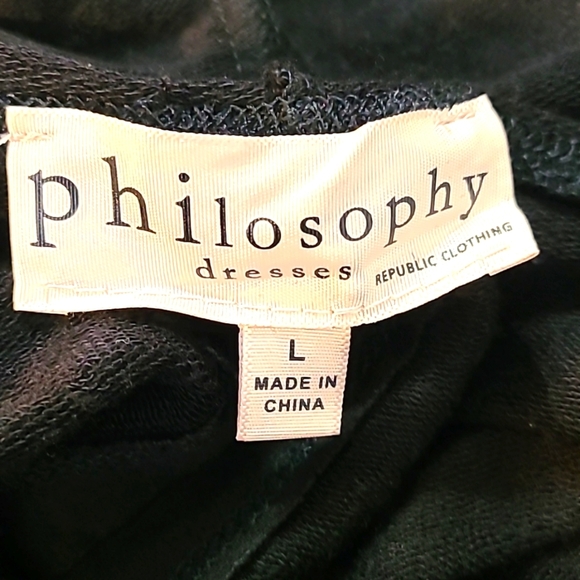 philosophy
dresses REPUBLIC CLOTHING
L
MADE IN
CHINA